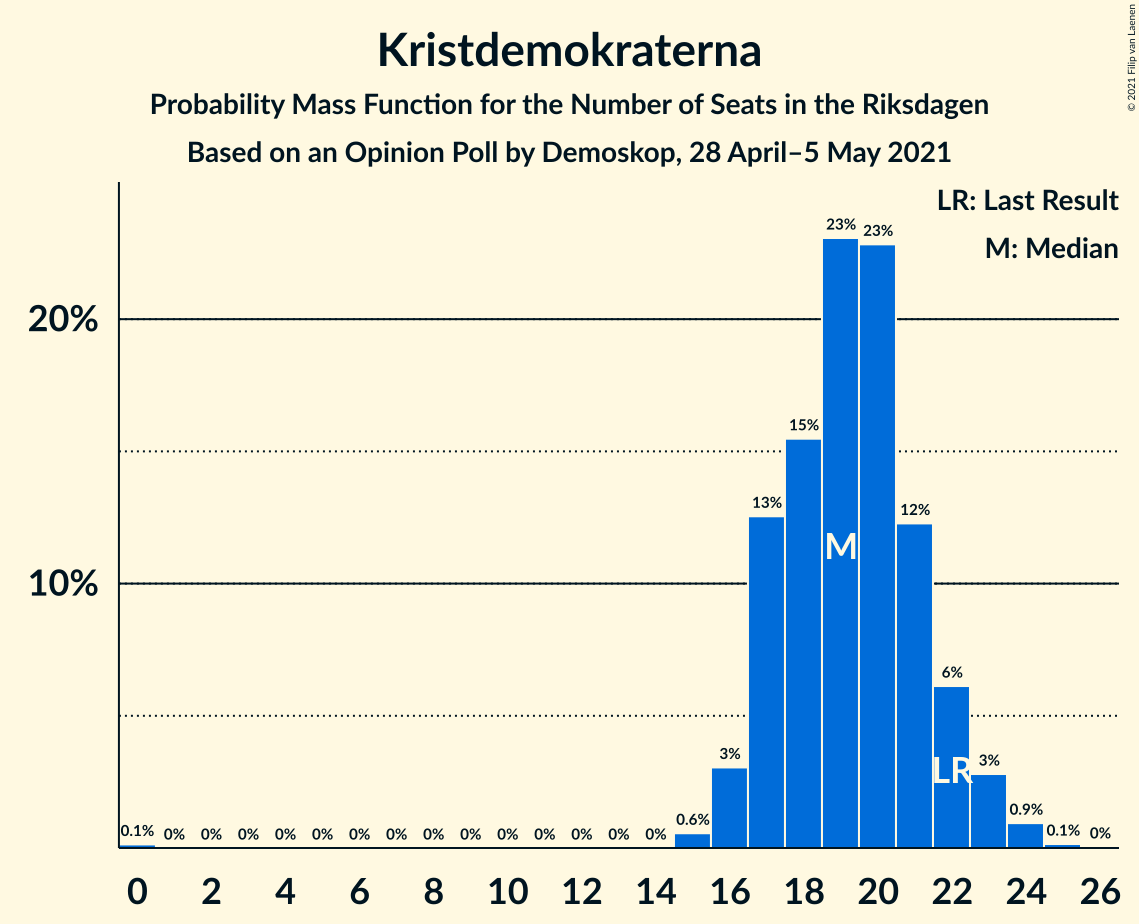 Kristdemokraterna
Probability Mass Function for the Number of Seats in the Riksdagen
Based on an Opinion Poll by Demoskop, 28 April–5 May 2021
© 2021 Filip van Laenen
LR: Last Result
M: Median
20%
10%
0.1% 0% 0% 0% 0% 0% 0% 0% 0% 0% 0% 0% 0% 0% 0% 0.6% 3% 13% 15% 23% 23% 12% 6% 3% 0.9% 0.1% 0%
M
LR
0 2 4 6 8 10 12 14 16 18 20 22 24 26